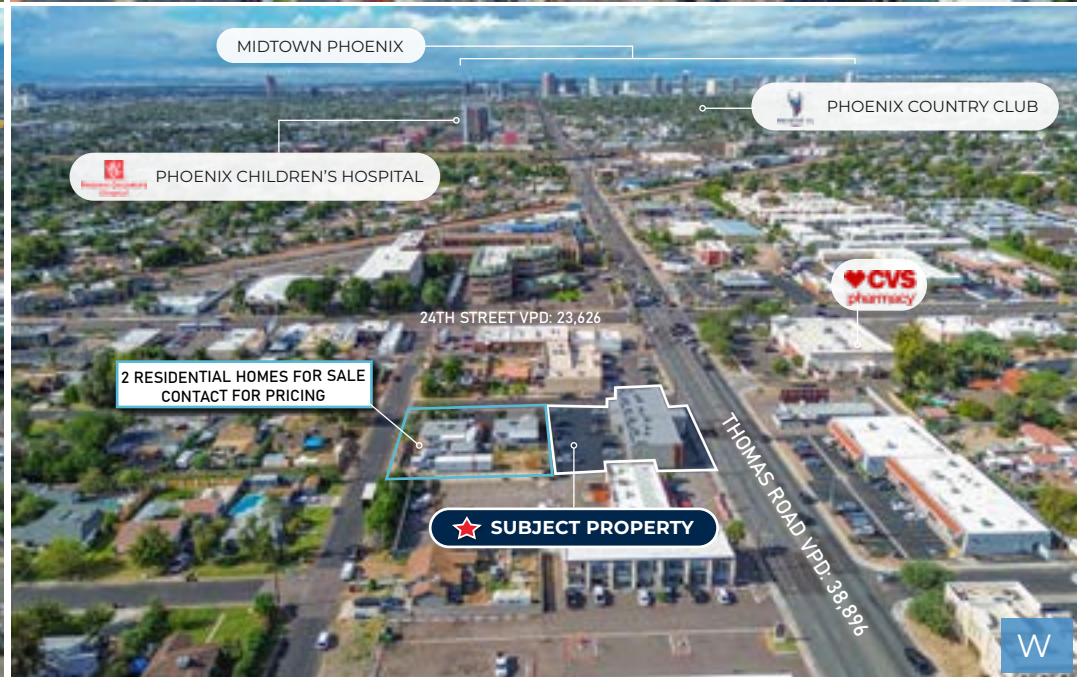 MIDTOWN PHOENIX
PHOENIX COUNTRY CLUB
PHOENIX CHILDREN'S HOSPITAL
CVS
pharmacy
24TH STREET VPD: 23,626
2 RESIDENTIAL HOMES FOR SALE
CONTACT FOR PRICING
THOMAS ROAD VPD: 38,896
SUBJECT PROPERTY
W